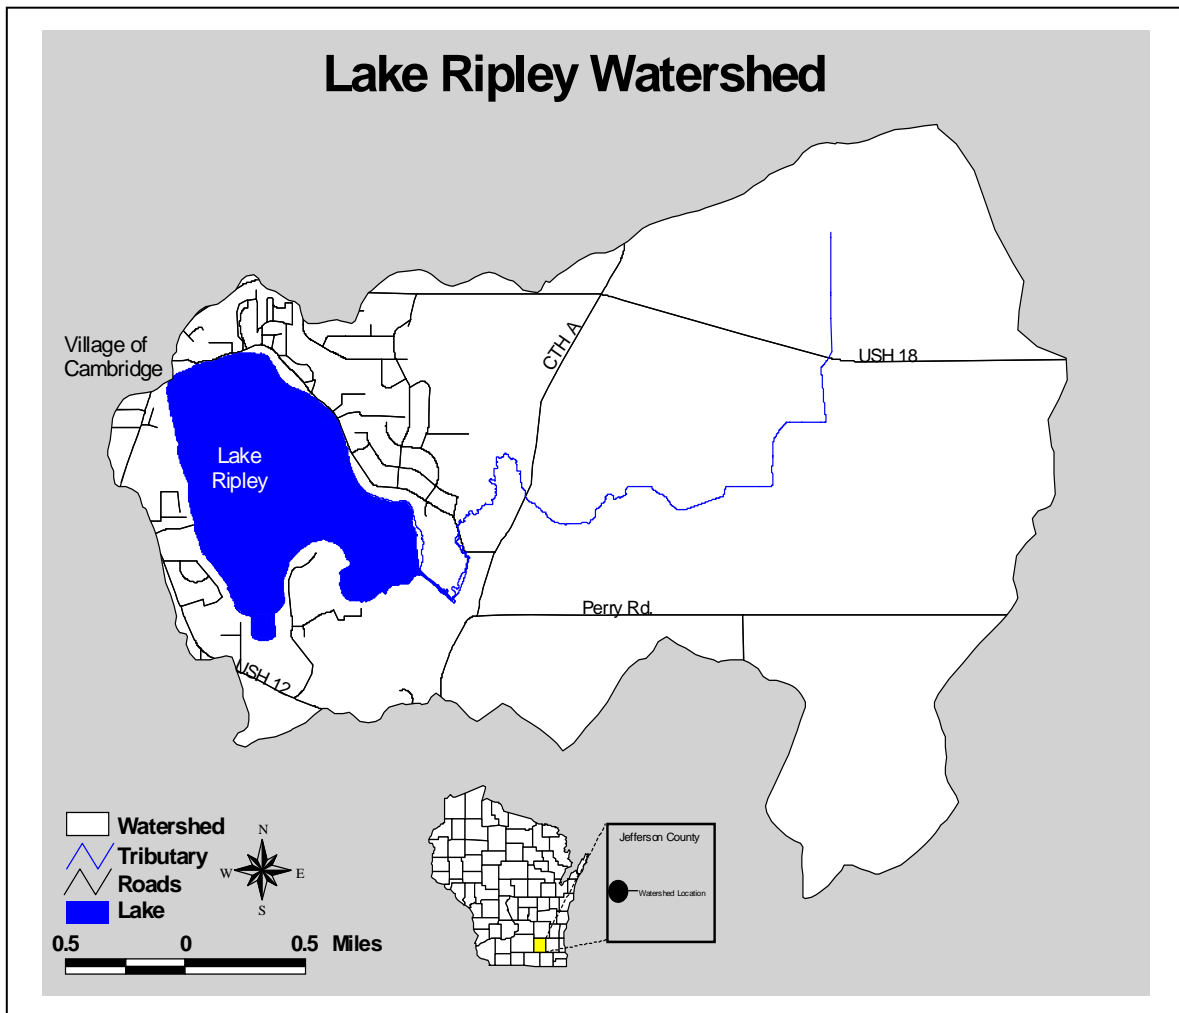 Lake Ripley Watershed
Village of
Cambridge
CTH A
USH 18
Lake
Ripley
Perry Rd.
USH 12
Watershed
Tributary
Roads
Lake
N
W
E
S
0.5
0
0.5 Miles
Jefferson County
Watershed Location